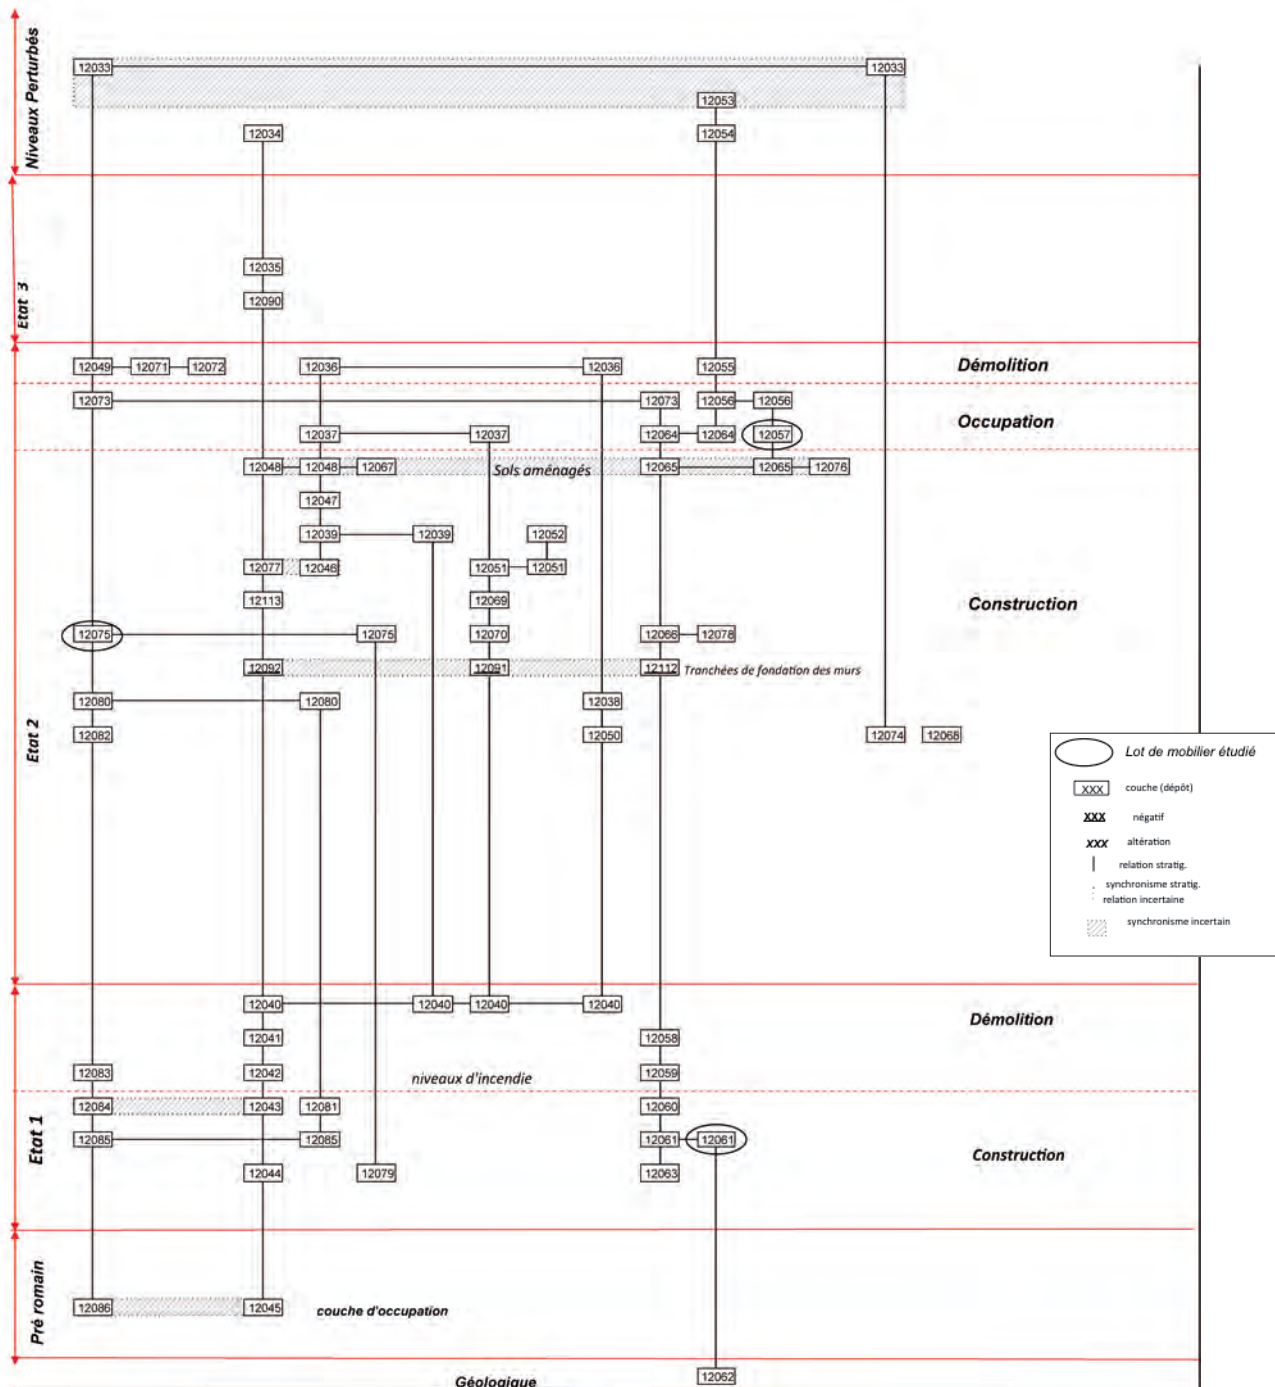 Niveaux Perturbés
12033 12033
12053
12034 12054
Etat 3
12035
12090
Etat 2
12049 12071 12072 12036 12036 12055 Démolition
12073 12073 12056 12056
Occupation
12037 12037 12064 12064 12057
12048 12048 12067 Sols aménagés 12065 12065 12076
12047
12039 12039 12052
12077 12046 12051 12051
12113 12069 Construction
12075 12075 12070 12066 12078
12092 12091 12112 Tranchées de fondation des murs
12080 12080 12038
12082 12050 12074 12068
Lot de mobilier étudié
XXX couche (dépôt)
XXX négatif
XXX altération
relation stratig.
synchronisme stratig.
relation incertaine
synchronisme incertain
Etat 1
12040 12040 12040 12040
Démolition
12041 12058
12083 12042 niveaux d'incendie 12059
12084 12043 12081 12060
12085 12085 12061 12061
Construction
12044 12079 12063
Pré romain
12086 12045 couche d'occupation
12062
Géologique